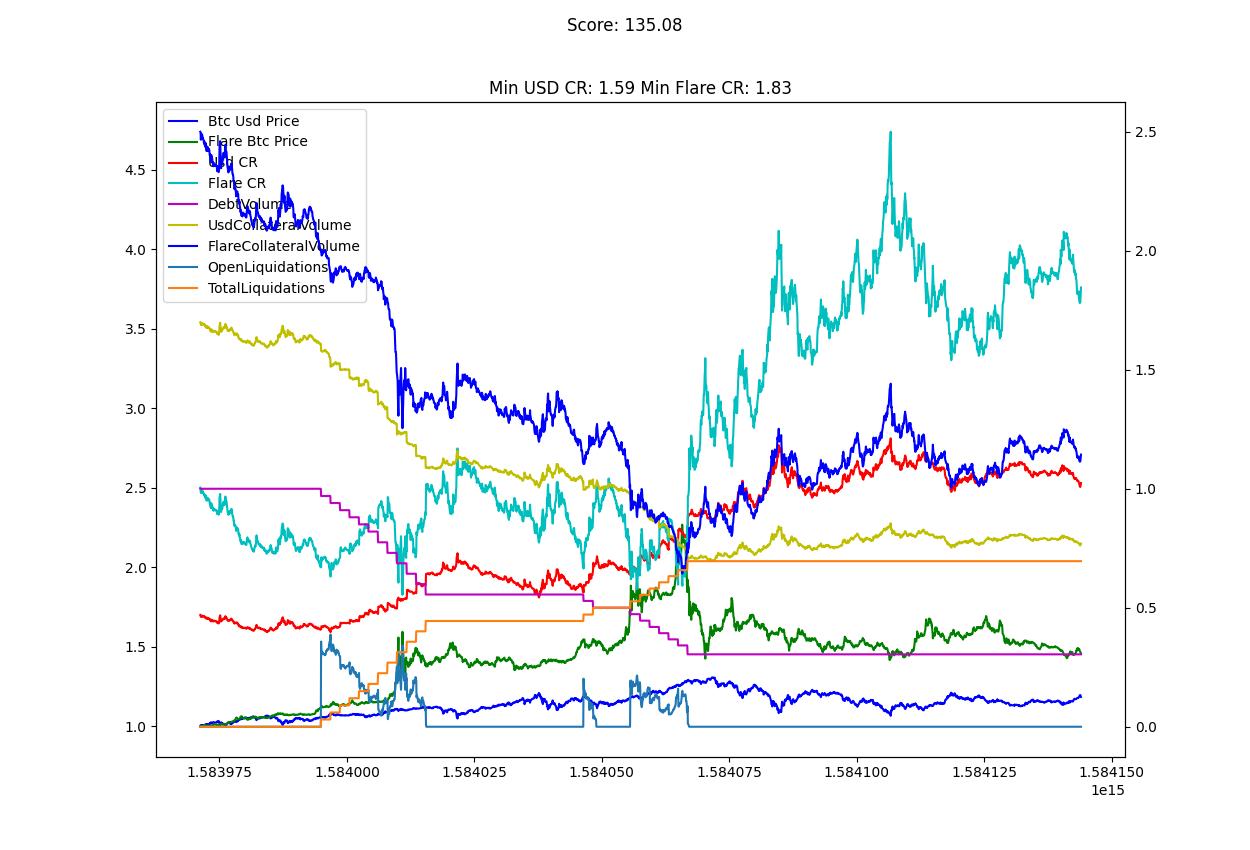 Score: 135.08
Min USD CR: 1.59 Min Flare CR: 1.83
Btc Usd Price
Flare Btc Price
Usd CR
Flare CR
DebtVolume
UsdCollateralVolume
FlareCollateralVolume
OpenLiquidations
TotalLiquidations
4.5
4.0
3.5
3.0
2.5
2.0
1.5
1.0
2.5
2.0
1.5
1.0
0.5
0.0
1.583975 1.584000 1.584025 1.584050 1.584075 1.584100 1.584125 1.584150
1e15